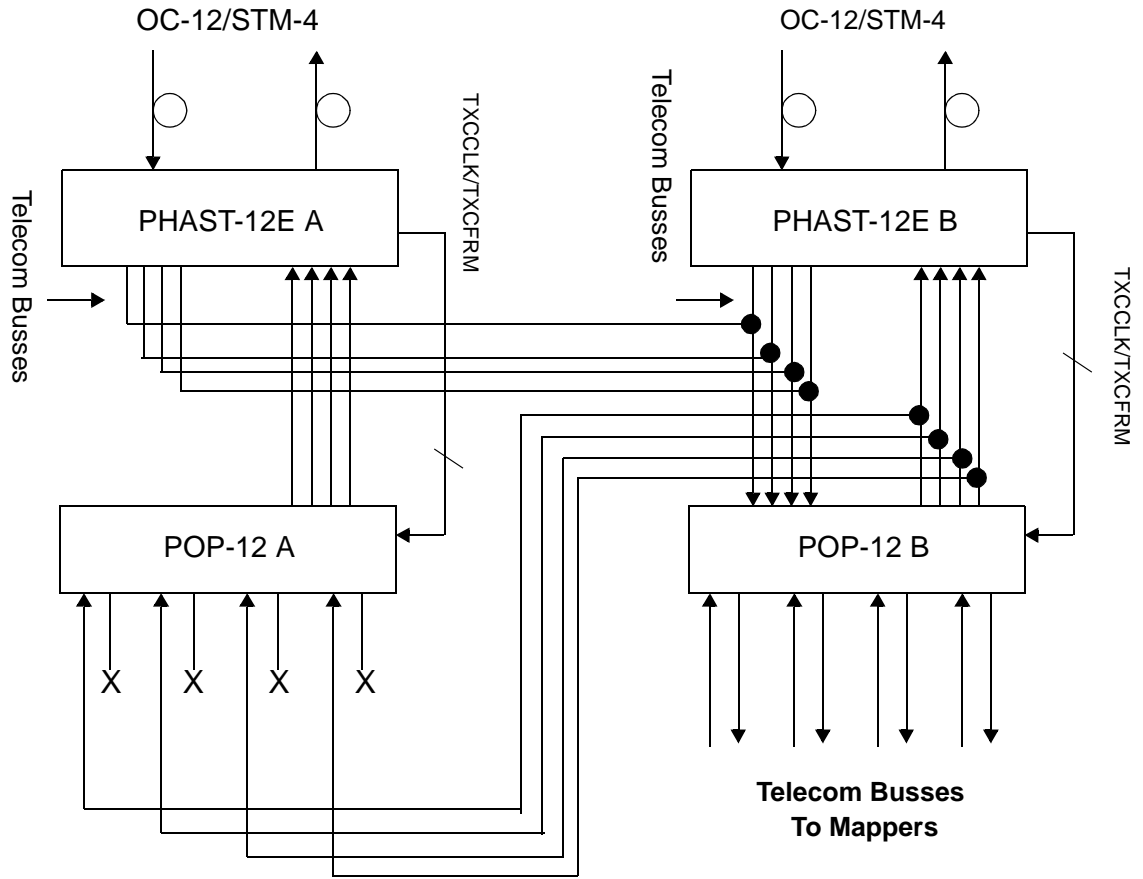 OC-12/STM-4
OC-12/STM-4
Telecom Busses
TXCCLK/TXCFRM
PHAST-12E A
PHAST-12E B
Telecom Busses
TXCCLK/TXCFRM
POP-12 A
POP-12 B
X X X X
Telecom Busses
To Mappers